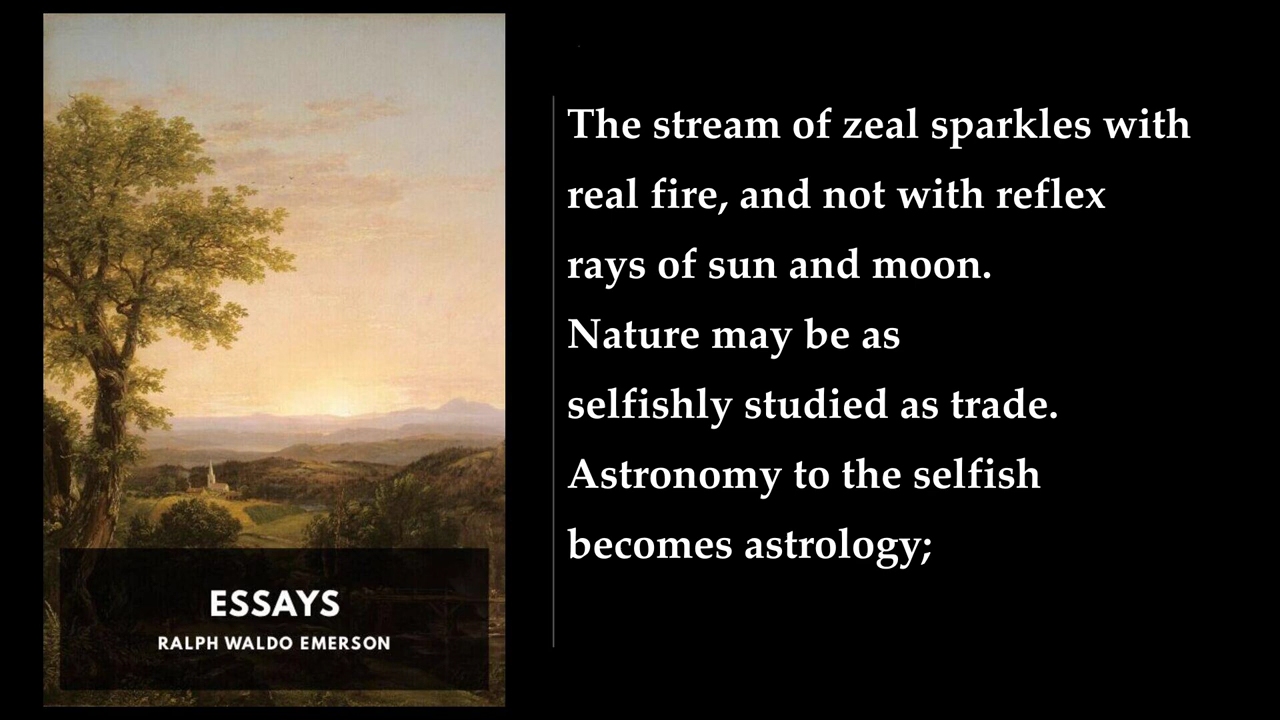 ESSAYS
RALPH WALDO EMERSON
The stream of zeal sparkles with
real fire, and not with reflex
rays of sun and moon.
Nature may be as
selfishly studied as trade.
Astronomy to the selfish
becomes astrology;